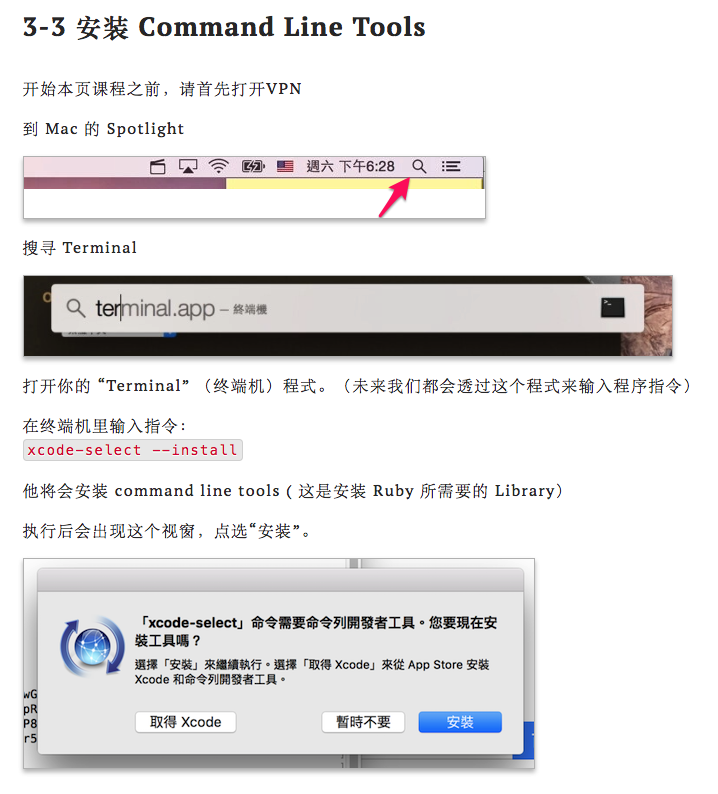 3-3 安装 Command Line Tools
开始本页课程之前，请首先打开VPN
到 Mac 的 Spotlight
週六 下午6:28
搜寻 Terminal
terminal.app — 終端機
打开你的 “Terminal” （终端机）程式。（未来我们都会透过这个程式来输入程序指令）
在终端机里输入指令：
xcode-select --install
他将会安装 command line tools ( 这是安装 Ruby 所需要的 Library）
执行后会出现这个视窗，点选“安装”。
「xcode-select」命令需要命令列開發者工具。您要現在安
裝工具嗎？
選擇「安裝」來繼續執行。選擇「取得 Xcode」來從 App Store 安裝
Xcode 和命令列開發者工具。
wG
pR
P8
r5
取得 Xcode
暫時不要
安裝